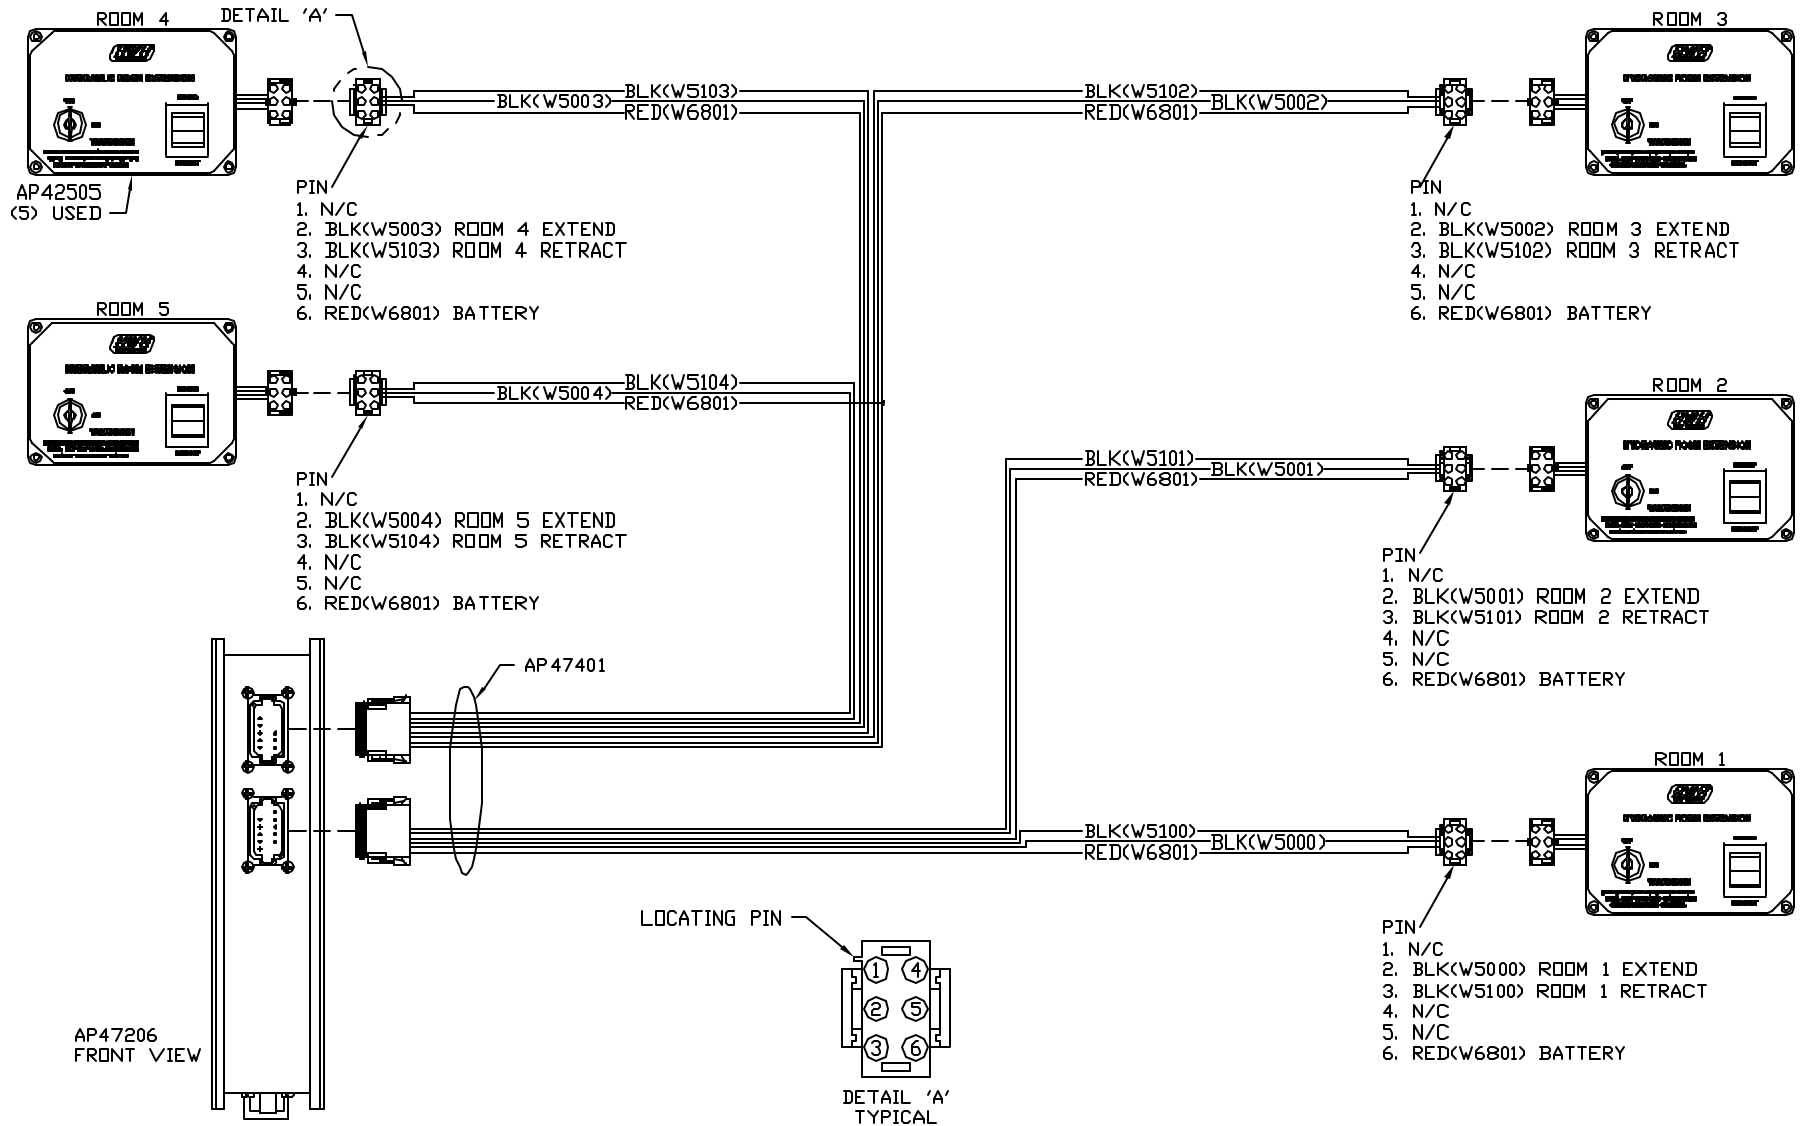 ROOM 4
DETAIL 'A'
AP42505
(5) USED
BLK(W5103)
BLK(W5003)
RED(W6801)
PIN
1. N/C
2. BLK(W5003) ROOM 4 EXTEND
3. BLK(W5103) ROOM 4 RETRACT
4. N/C
5. N/C
6. RED(W6801) BATTERY
ROOM 3
BLK(W5102)
BLK(W5002)
RED(W6801)
PIN
1. N/C
2. BLK(W5002) ROOM 3 EXTEND
3. BLK(W5102) ROOM 3 RETRACT
4. N/C
5. N/C
6. RED(W6801) BATTERY
ROOM 5
BLK(W5104)
BLK(W5004)
RED(W6801)
PIN
1. N/C
2. BLK(W5004) ROOM 5 EXTEND
3. BLK(W5104) ROOM 5 RETRACT
4. N/C
5. N/C
6. RED(W6801) BATTERY
ROOM 2
BLK(W5101)
BLK(W5001)
RED(W6801)
PIN
1. N/C
2. BLK(W5001) ROOM 2 EXTEND
3. BLK(W5101) ROOM 2 RETRACT
4. N/C
5. N/C
6. RED(W6801) BATTERY
AP47401
ROOM 1
BLK(W5100)
BLK(W5000)
RED(W6801)
PIN
1. N/C
2. BLK(W5000) ROOM 1 EXTEND
3. BLK(W5100) ROOM 1 RETRACT
4. N/C
5. N/C
6. RED(W6801) BATTERY
AP47206
FRONT VIEW
LOCATING PIN
1 4
2 5
3 6
DETAIL 'A'
TYPICAL